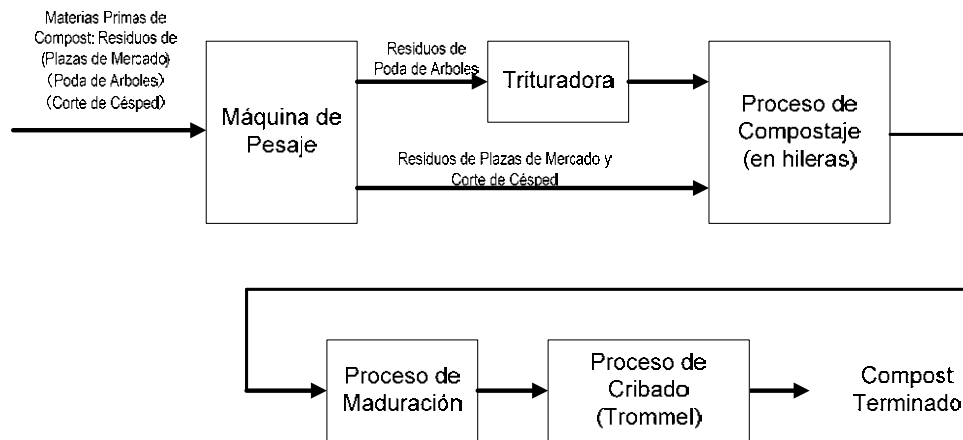 Materias Primas de
Compost: Residuos de
(Plazas de Mercado)
(Poda de Arboles)
(Corte de Césped)
Máquina de
Pesaje
Residuos de
Poda de Arboles
Trituradora
Residuos de Plazas de Mercado y
Corte de Césped
Proceso de
Compostaje
(en hileras)
Proceso de
Maduración
Proceso de
Cribado
(Trommel)
Compost
Terminado